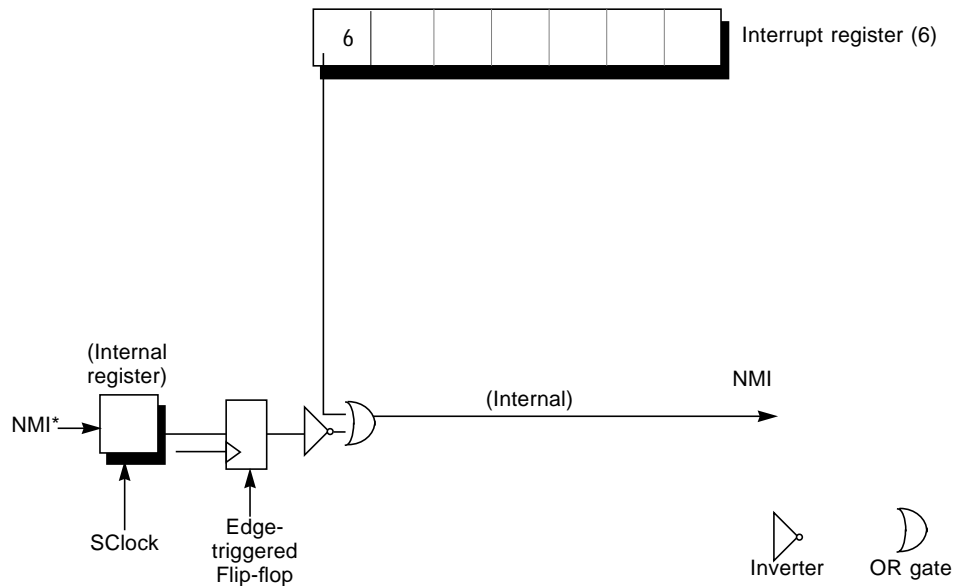 6
Interrupt register (6)
(Internal
register)
NMI
(Internal)
NMI*
SClock
Edge-
triggered
Flip-flop
Inverter
OR gate